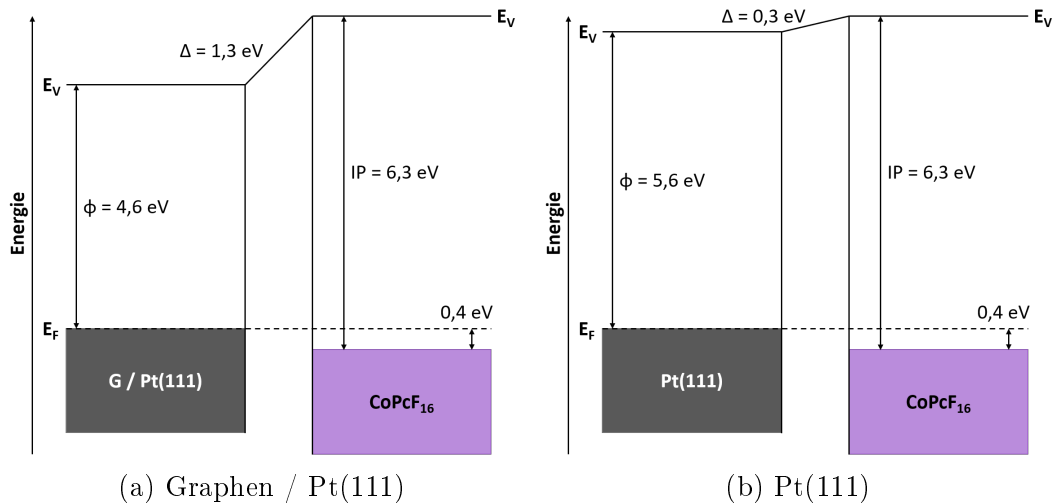 Energie
E_V
Δ = 1,3 eV
E_V
ϕ = 4,6 eV
IP = 6,3 eV
0,4 eV
E_F
G / Pt(111)
CoPcF₁₆
(a) Graphen / Pt(111)
Energie
E_V
Δ = 0,3 eV
E_V
ϕ = 5,6 eV
IP = 6,3 eV
0,4 eV
E_F
Pt(111)
CoPcF₁₆
(b) Pt(111)